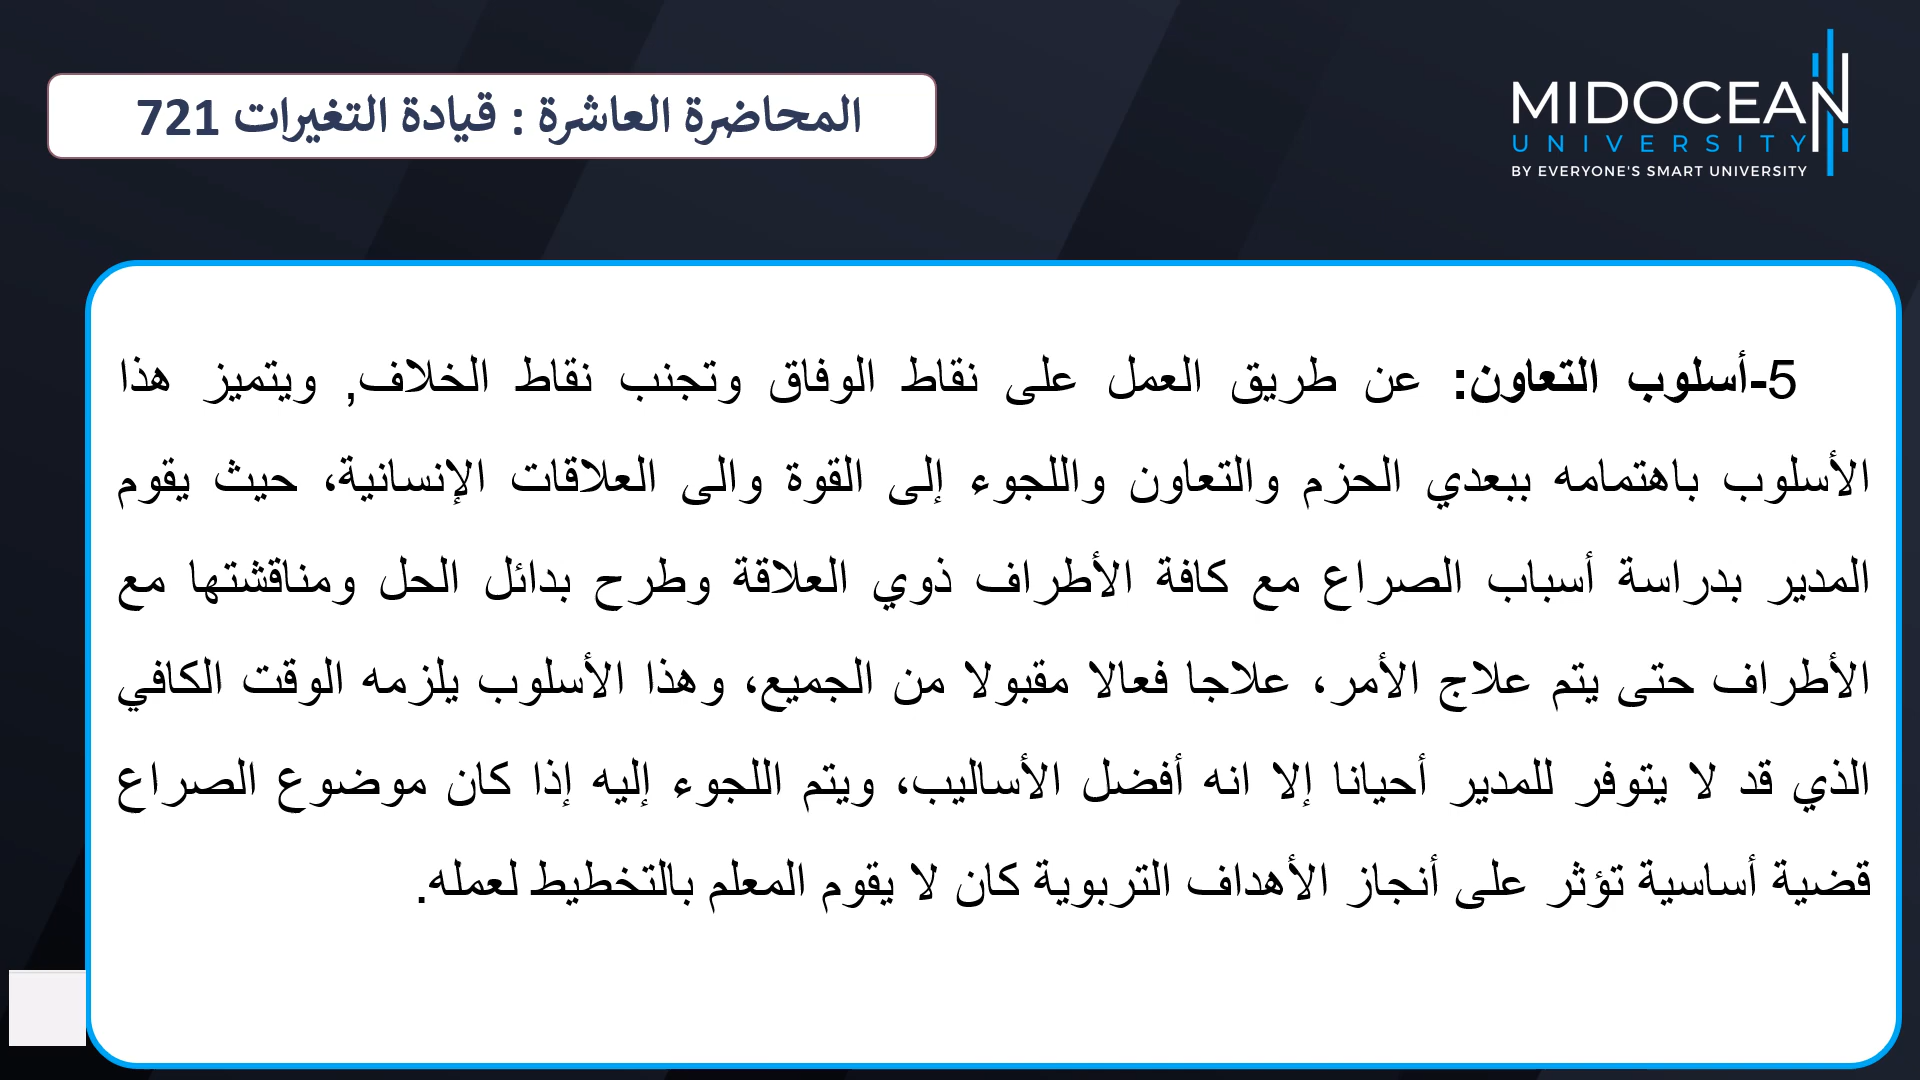 المحاضرة العاشرة : قيادة التغيرات 721
MIDOCEAN
UNIVERSITY
BY EVERYONE'S SMART UNIVERSITY
5-أسلوب التعاون: عن طريق العمل على نقاط الوفاق وتجنب نقاط الخلاف, ويتميز هذا
الأسلوب باهتمامه ببعدي الحزم والتعاون واللجوء إلى القوة والى العلاقات الإنسانية، حيث يقوم
المدير بدراسة أسباب الصراع مع كافة الأطراف ذوي العلاقة وطرح بدائل الحل ومناقشتها مع
الأطراف حتى يتم علاج الأمر، علاجا فعالا مقبولا من الجميع، وهذا الأسلوب يلزمه الوقت الكافي
الذي قد لا يتوفر للمدير أحيانا إلا انه أفضل الأساليب، ويتم اللجوء إليه إذا كان موضوع الصراع
قضية أساسية تؤثر على أنجاز الأهداف التربوية كان لا يقوم المعلم بالتخطيط لعمله.